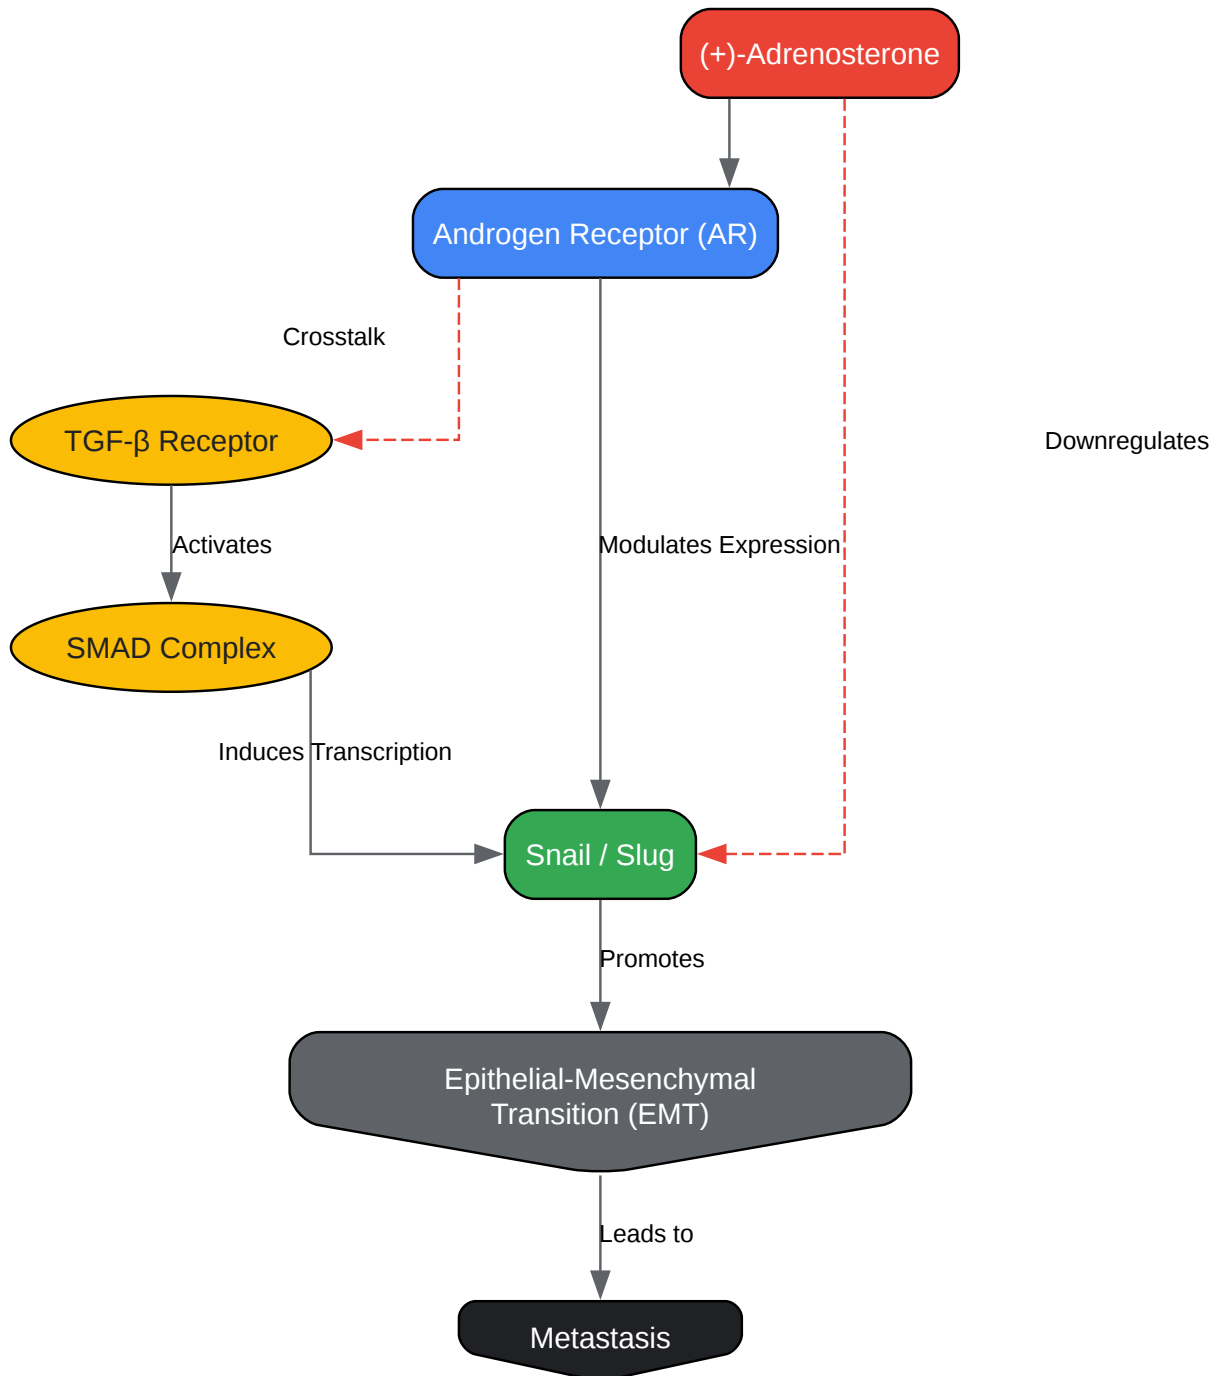 (+)-Adrenosterone
Androgen Receptor (AR)
Crosstalk
TGF-β Receptor
Downregulates
Activates
Modulates Expression
SMAD Complex
Induces Transcription
Snail / Slug
Promotes
Epithelial-Mesenchymal
Transition (EMT)
Leads to
Metastasis